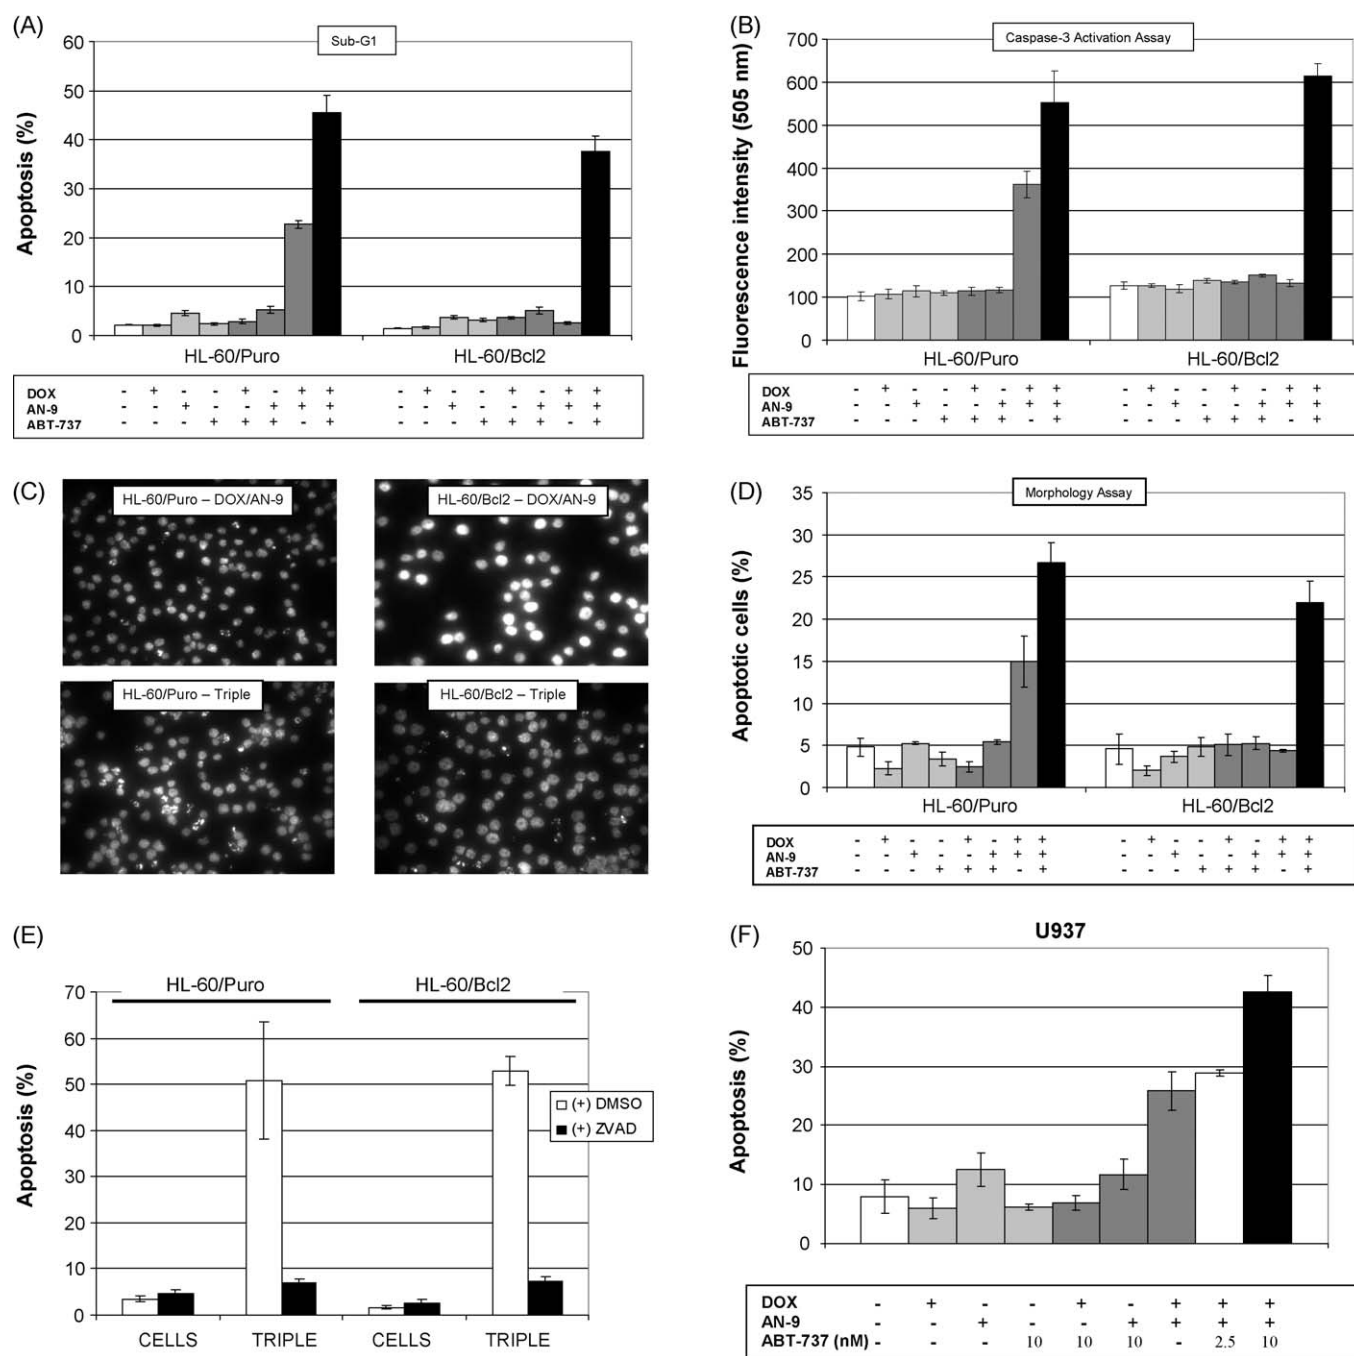 (A)
Sub-G1
60
50
40
30
20
10
0
Apoptosis (%)
HL-60/Puro HL-60/Bcl2
DOX - + - - + - + + - + - - + - + +
AN-9 - - + - - + + + - - + - - + + +
ABT-737 - - - + + + - + - - - + + + - +
(B)
Caspase-3 Activation Assay
700
600
500
400
300
200
100
0
Fluorescence intensity (505 nm)
HL-60/Puro HL-60/Bcl2
DOX - + - - + - + + - + - - + - + +
AN-9 - - + - - + + + - - + - - + + +
ABT-737 - - - + + + - + - - - + + + - +
(C)
HL-60/Puro – DOX/AN-9
HL-60/Bcl2 – DOX/AN-9
HL-60/Puro – Triple
HL-60/Bcl2 – Triple
(D)
Morphology Assay
35
30
25
20
15
10
5
0
Apoptotic cells (%)
HL-60/Puro HL-60/Bcl2
DOX - + - - + - + + - + - - + - + +
AN-9 - - + - - + + + - - + - - + + +
ABT-737 - - - + + + - + - - - + + + - +
(E)
HL-60/Puro HL-60/Bcl2
70
60
50
40
30
20
10
0
Apoptosis (%)
(+) DMSO
(+) ZVAD
CELLS TRIPLE CELLS TRIPLE
(F)
U937
50
40
30
20
10
0
Apoptosis (%)
DOX - + - - + - + + +
AN-9 - - + - - + + + +
ABT-737 (nM) - - - 10 10 10 - 2.5 10